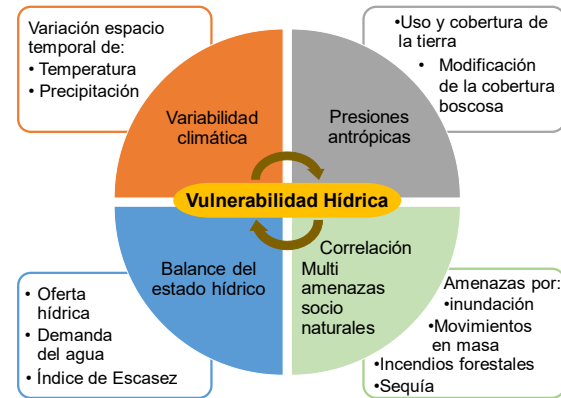 Variación espacio
temporal de:
• Temperatura
• Precipitación
•Uso y cobertura de
la tierra
• Modificación
de la cobertura
boscosa
Variabilidad
climática
Presiones
antrópicas
Vulnerabilidad Hídrica
Balance del
estado hídrico
Correlación
Multi
amenazas
socio
naturales
• Oferta
hídrica
• Demanda
del agua
• Índice de Escasez
Amenazas por:
•inundación
•Movimientos
en masa
•Incendios forestales
•Sequía